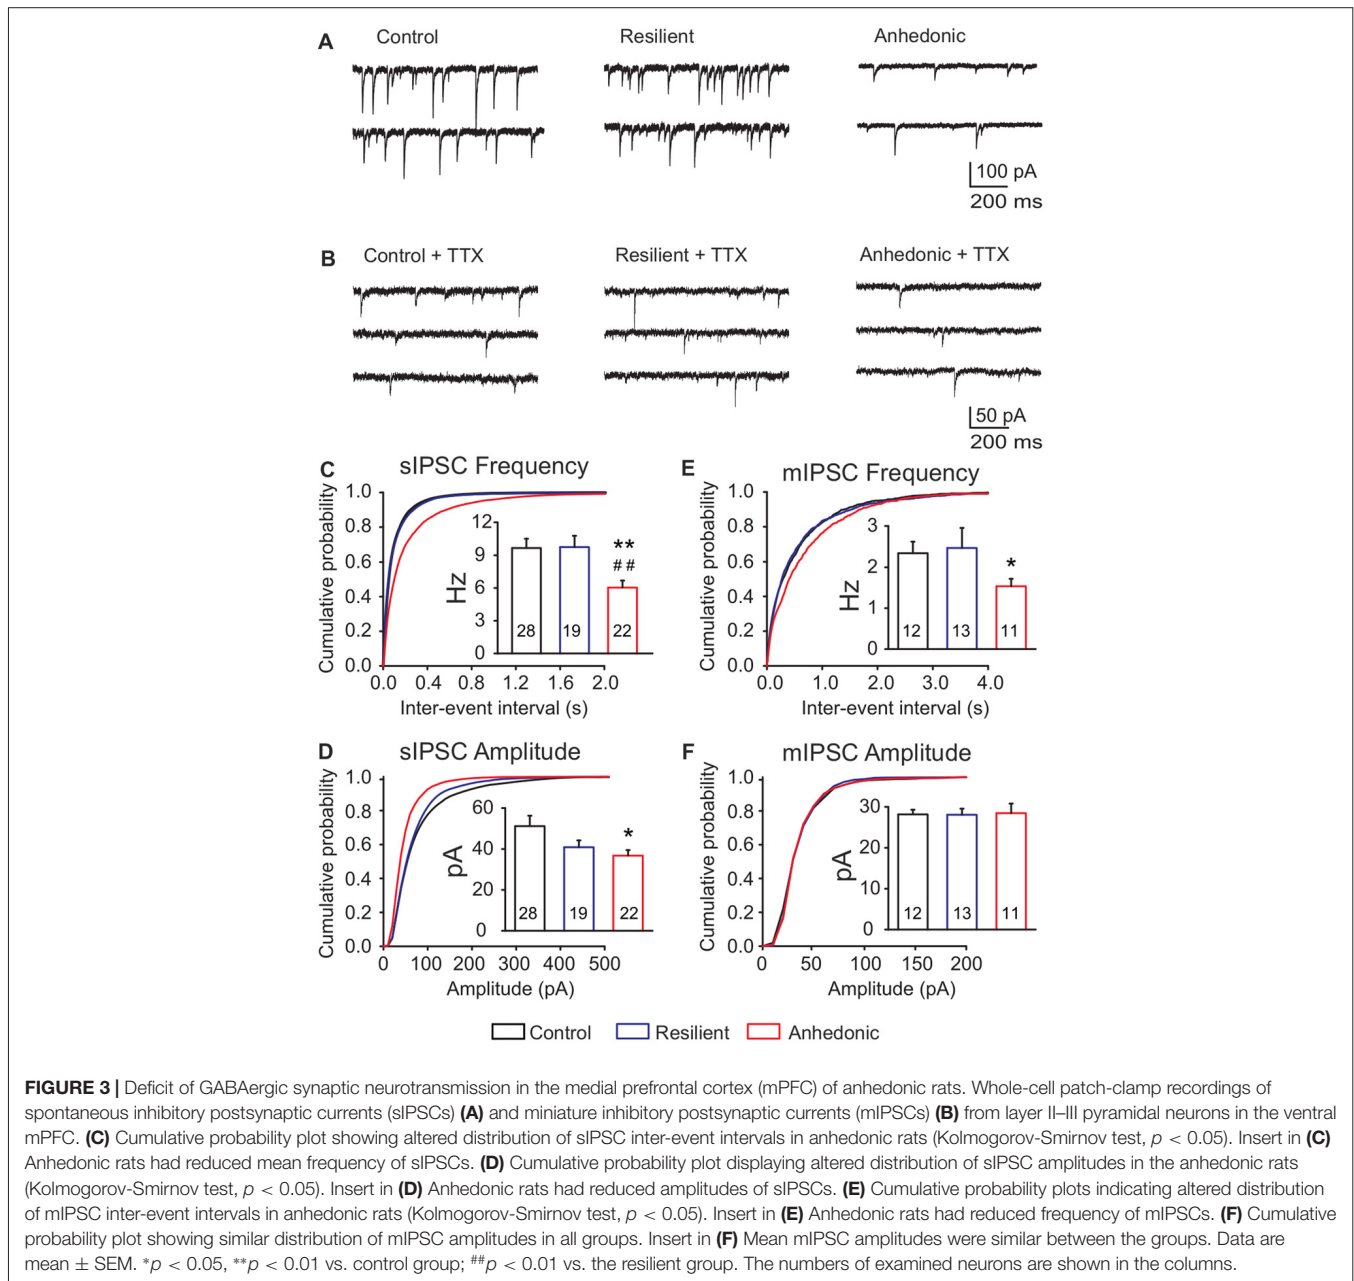 A Control Resilient Anhedonic
100 pA
200 ms
B Control + TTX Resilient + TTX Anhedonic + TTX
50 pA
200 ms
C sIPSC Frequency
Cumulative probability
1.0
0.8
0.6
0.4
0.2
0.0
0.0 0.4 0.8 1.2 1.6 2.0
Inter-event interval (s)
Hz
12
9
6
3
0
**
##
28 19 22
E mIPSC Frequency
Cumulative probability
1.0
0.8
0.6
0.4
0.2
0.0
0.0 1.0 2.0 3.0 4.0
Inter-event interval (s)
Hz
3
2
1
0
*
12 13 11
D sIPSC Amplitude
Cumulative probability
1.0
0.8
0.6
0.4
0.2
0.0
0 100 200 300 400 500
Amplitude (pA)
pA
60
40
20
0
*
28 19 22
F mIPSC Amplitude
Cumulative probability
1.0
0.8
0.6
0.4
0.2
0.0
0 50 100 150 200
Amplitude (pA)
pA
30
20
10
0
12 13 11
Control Resilient Anhedonic
FIGURE 3 | Deficit of GABAergic synaptic neurotransmission in the medial prefrontal cortex (mPFC) of anhedonic rats. Whole-cell patch-clamp recordings of
spontaneous inhibitory postsynaptic currents (sIPSCs) (A) and miniature inhibitory postsynaptic currents (mIPSCs) (B) from layer II–III pyramidal neurons in the ventral
mPFC. (C) Cumulative probability plot showing altered distribution of sIPSC inter-event intervals in anhedonic rats (Kolmogorov-Smirnov test, p < 0.05). Insert in (C)
Anhedonic rats had reduced mean frequency of sIPSCs. (D) Cumulative probability plot displaying altered distribution of sIPSC amplitudes in the anhedonic rats
(Kolmogorov-Smirnov test, p < 0.05). Insert in (D) Anhedonic rats had reduced amplitudes of sIPSCs. (E) Cumulative probability plots indicating altered distribution
of mIPSC inter-event intervals in anhedonic rats (Kolmogorov-Smirnov test, p < 0.05). Insert in (E) Anhedonic rats had reduced frequency of mIPSCs. (F) Cumulative
probability plot showing similar distribution of mIPSC amplitudes in all groups. Insert in (F) Mean mIPSC amplitudes were similar between the groups. Data are
mean ± SEM. *p < 0.05, **p < 0.01 vs. control group; ##p < 0.01 vs. the resilient group. The numbers of examined neurons are shown in the columns.